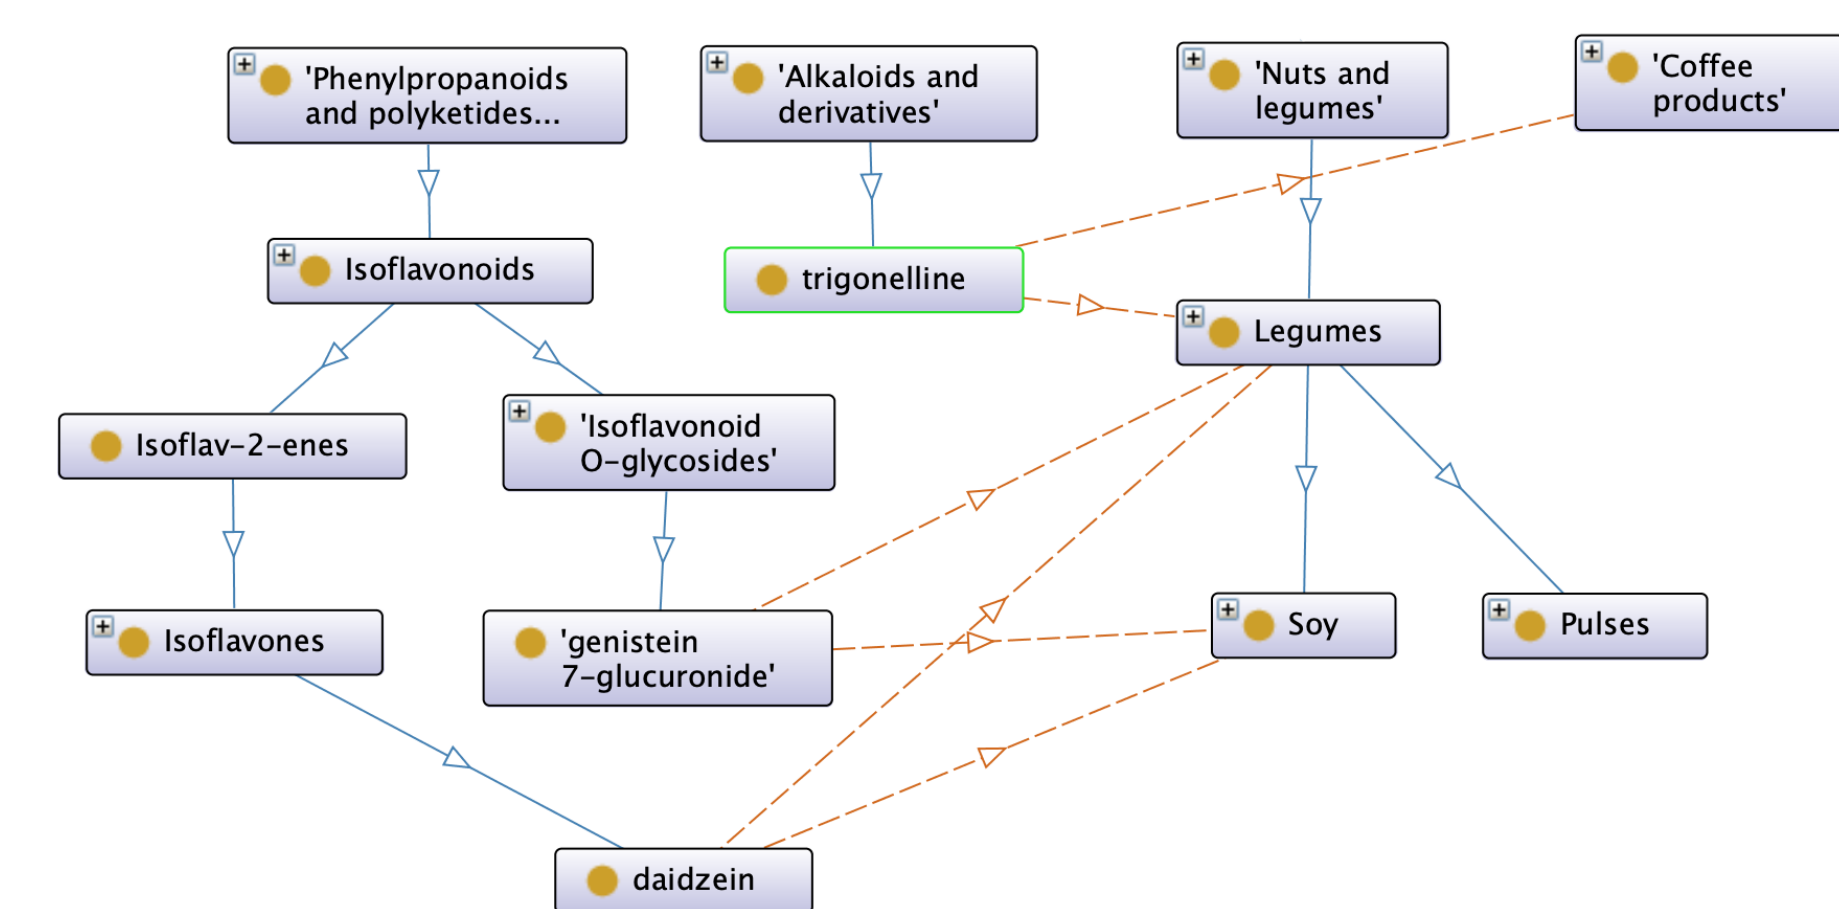 'Phenylpropanoids
and polyketides...
'Alkaloids and
derivatives'
'Nuts and
legumes'
'Coffee
products'
Isoflavonoids
trigonelline
Legumes
Isoflav-2-enes
'Isoflavonoid
O-glycosides'
Isoflavones
'genistein
7-glucuronide'
Soy
Pulses
daidzein